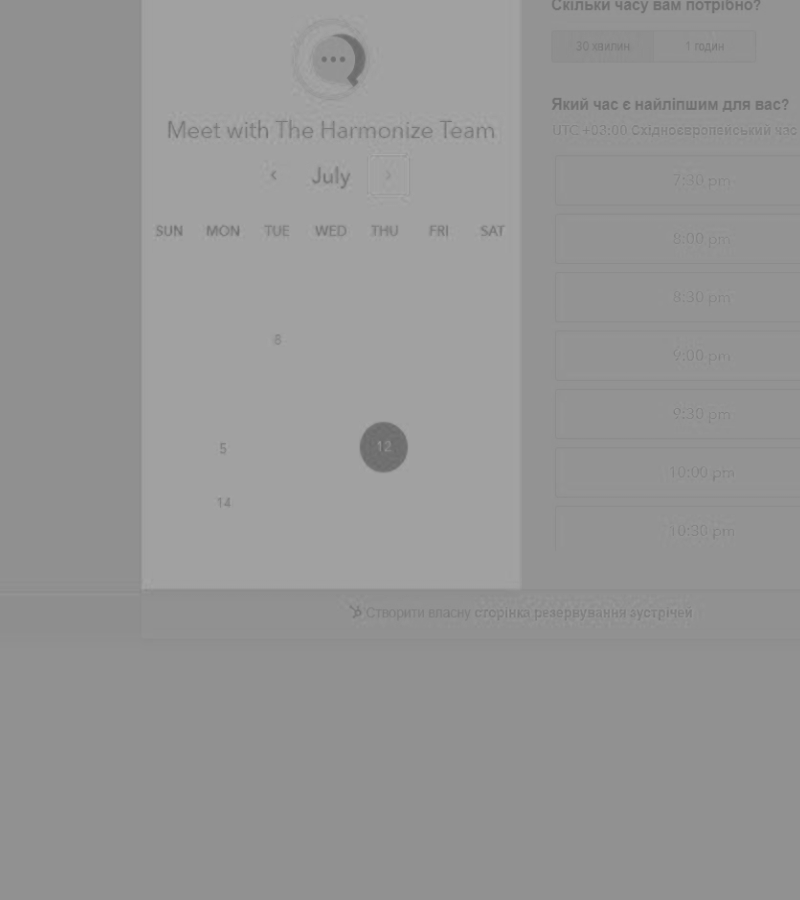 Meet with The Harmonize Team
July
SUN MON TUE WED THU FRI SAT
8
5 12
14
Скільки часу вам потрібно?
30 хвилин 1 годин
Який час є найліпшим для вас?
UTC +03:00 Східноєвропейський час
7:30 pm
8:00 pm
8:30 pm
9:00 pm
9:30 pm
10:00 pm
10:30 pm
Створити власну сторінка резервування зустрічей